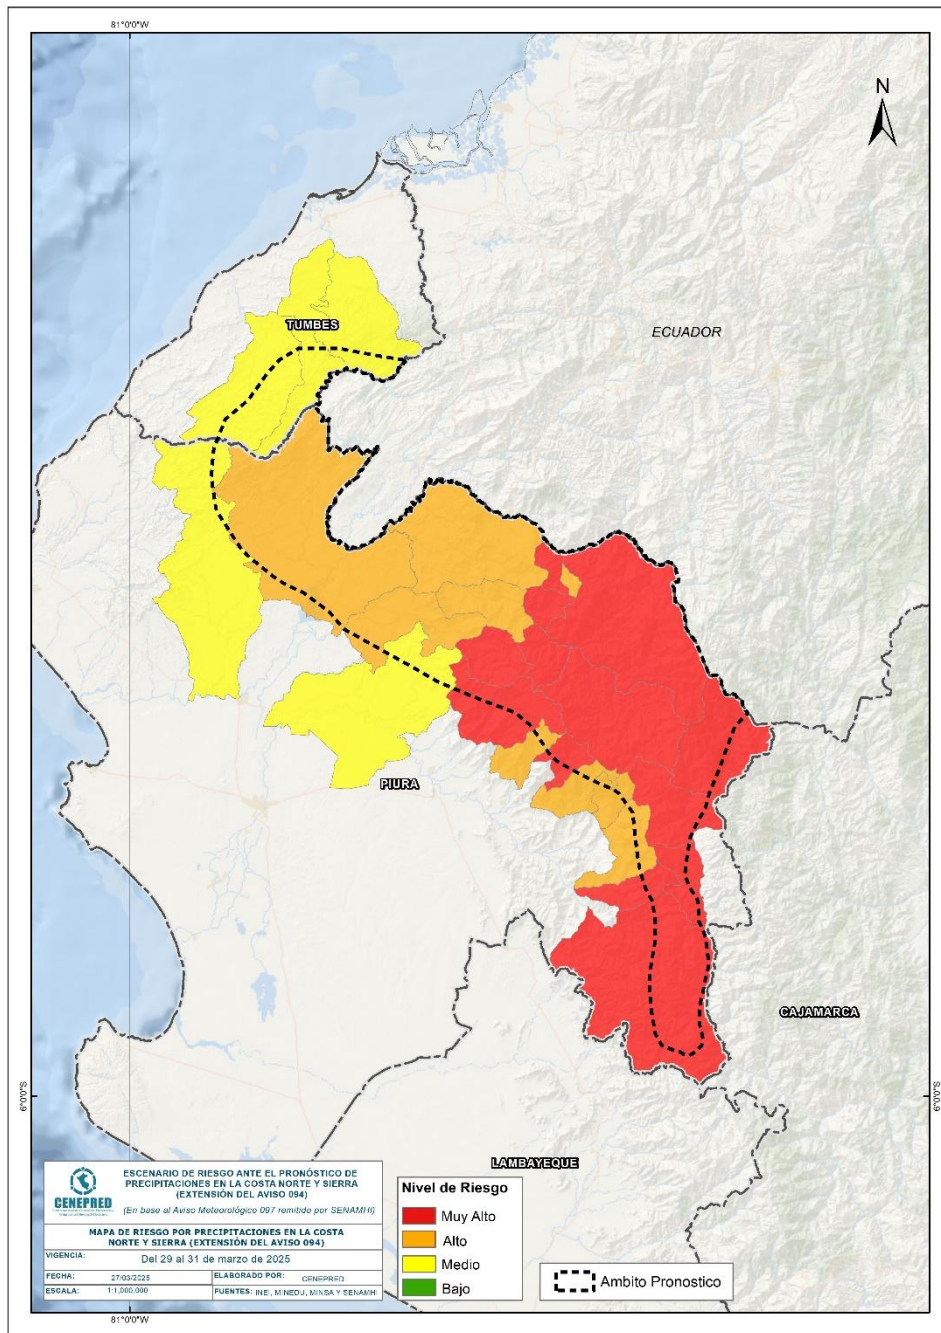 81°0'0"W
N
TUMBES
ECUADOR
PIURA
CAJAMARCA
6°0'0"S
6°0'0"S
LAMBAYEQUE
CENEPRED
ESCENARIO DE RIESGO ANTE EL PRONÓSTICO DE
PRECIPITACIONES EN LA COSTA NORTE Y SIERRA
(EXTENSIÓN DEL AVISO 094)
(En base al Aviso Meteorológico 097 remitido por SENAMHI)
MAPA DE RIESGO POR PRECIPITACIONES EN LA COSTA
NORTE Y SIERRA (EXTENSIÓN DEL AVISO 094)
VIGENCIA: Del 29 al 31 de marzo de 2025
FECHA: 27/03/2025 ELABORADO POR: CENEPRED
ESCALA: 1:1,000,000 FUENTES: INEI, MINEDU, MINSA Y SENAMHI
Nivel de Riesgo
Muy Alto
Alto
Medio
Bajo
Ambito Pronostico
81°0'0"W